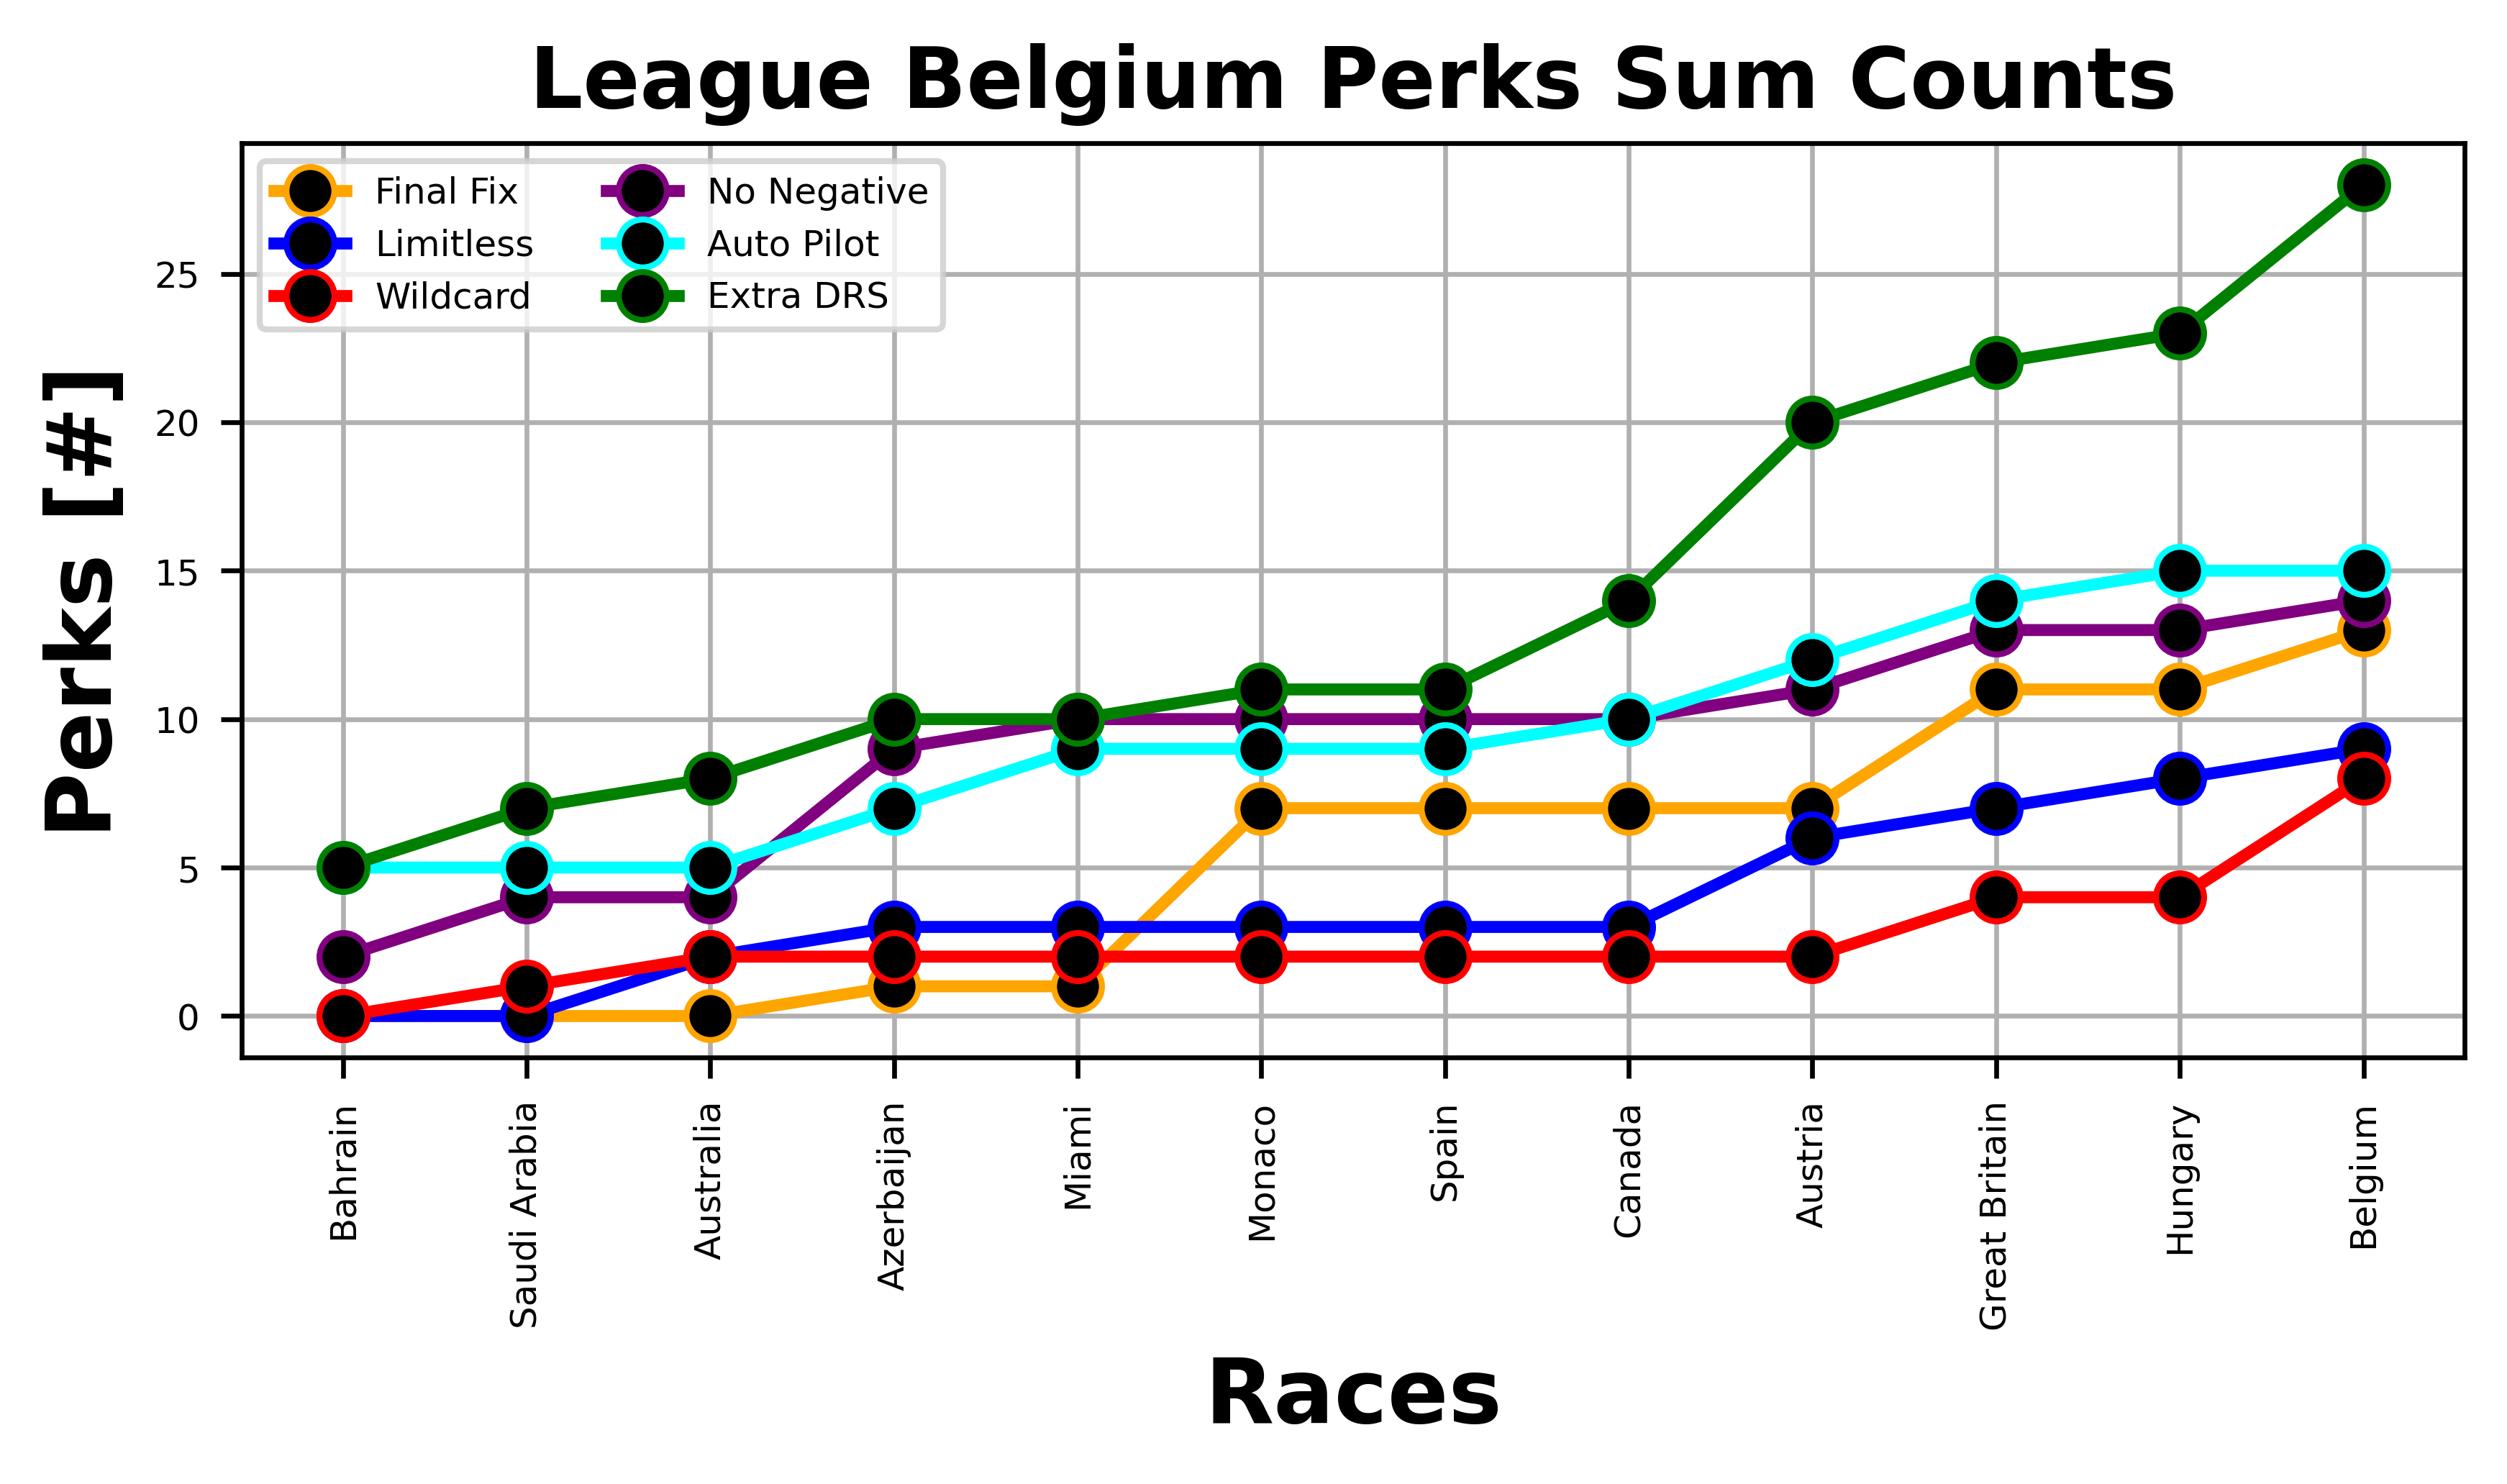 League Belgium Perks Sum Counts
Final Fix
Limitless
Wildcard
No Negative
Auto Pilot
Extra DRS
Perks [#]
25
20
15
10
5
0
Bahrain
Saudi Arabia
Australia
Azerbaijan
Miami
Monaco
Spain
Canada
Austria
Great Britain
Hungary
Belgium
Races